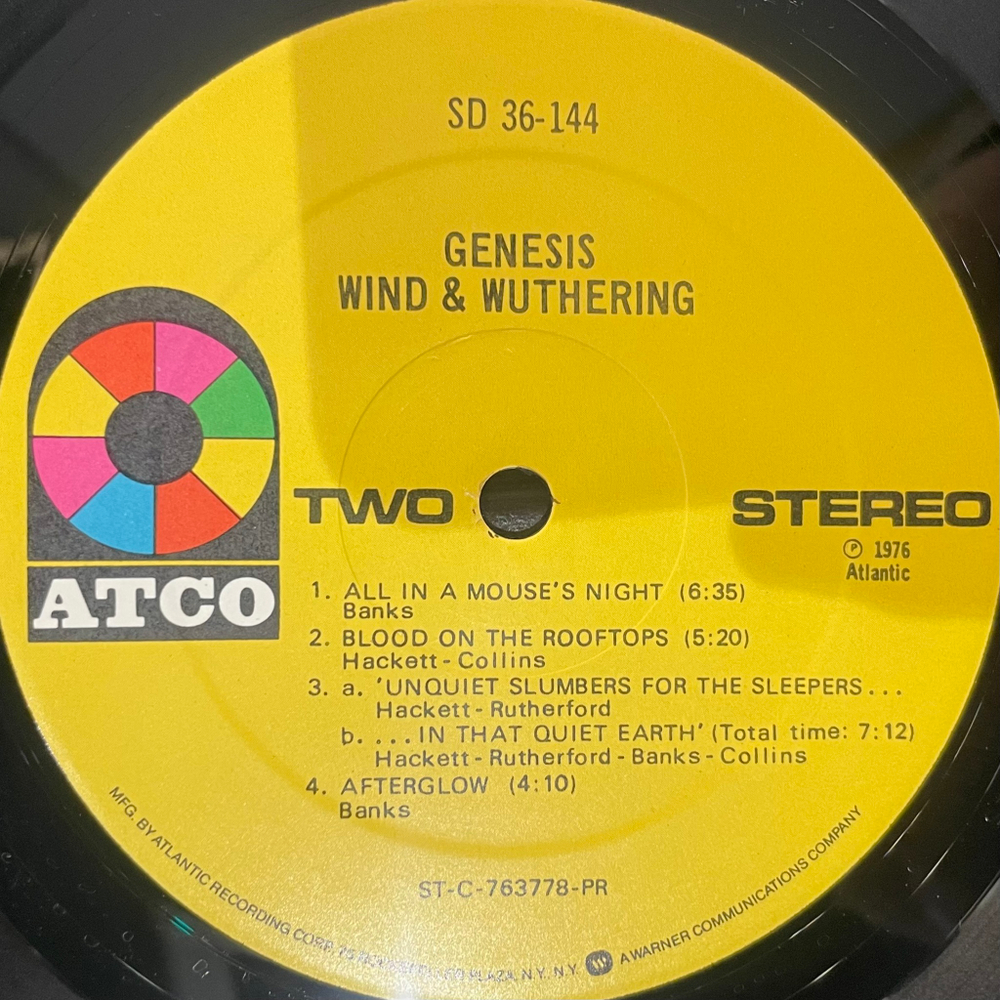 SD 36-144
GENESIS
WIND & WUTHERING
ATCO
TWO
STEREO
℗ 1976
Atlantic
1. ALL IN A MOUSE'S NIGHT (6:35)
Banks
2. BLOOD ON THE ROOFTOPS (5:20)
Hackett - Collins
3. a. 'UNQUIET SLUMBERS FOR THE SLEEPERS...
Hackett - Rutherford
b. ...IN THAT QUIET EARTH' (Total time: 7:12)
Hackett - Rutherford - Banks - Collins
4. AFTERGLOW (4:10)
Banks
ST-C-763778-PR
MFG. BY ATLANTIC RECORDING CORP. 75 PLAZA, N.Y. N.Y. A WARNER COMMUNICATIONS COMPANY